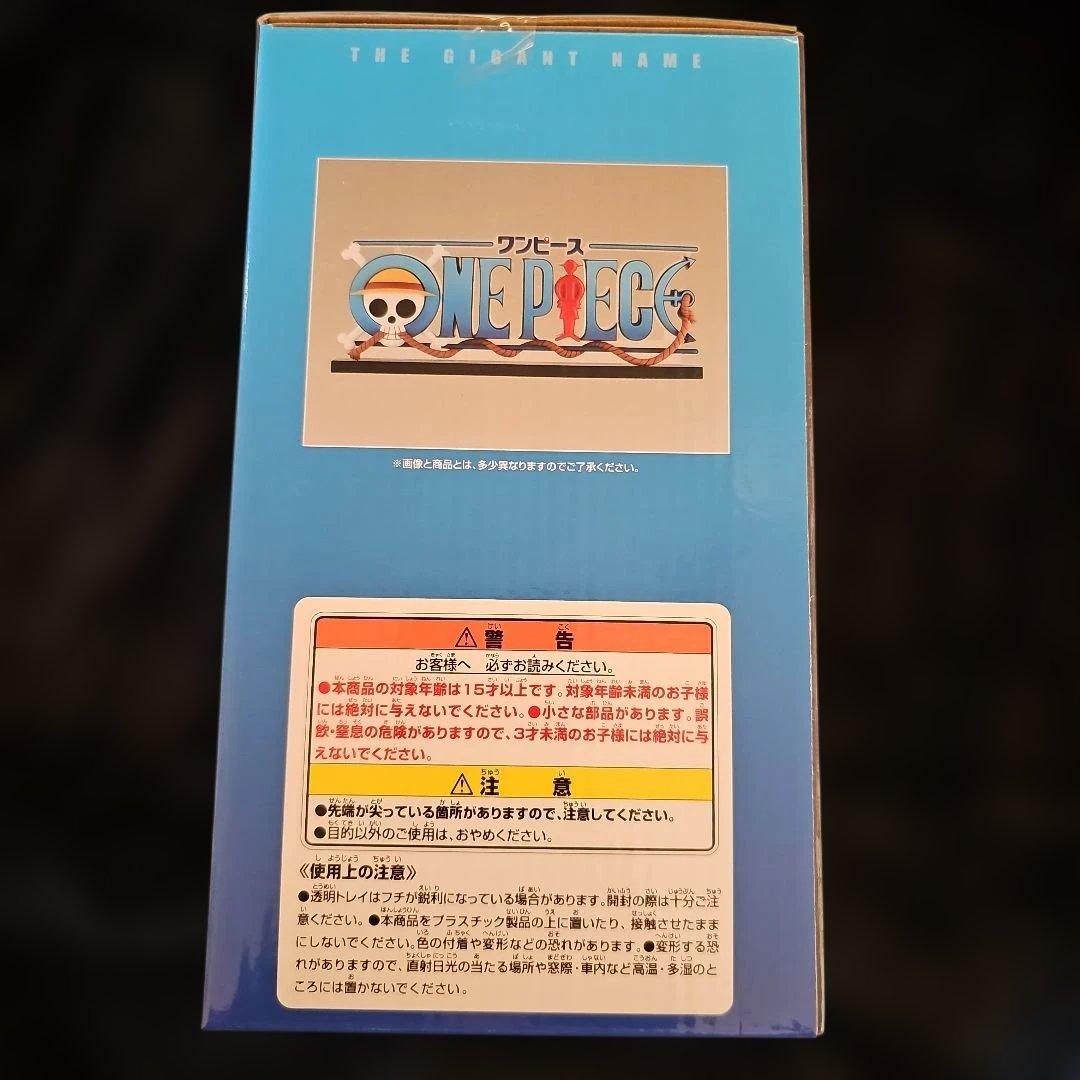 THE GIGANT NAME
ワンピース
ONE PIECE
※画像と商品とは、多少異なりますのでご了承ください。
⚠警告
お客様へ 必ずお読みください。
●本商品の対象年齢は15才以上です。対象年齢未満のお子様
には絶対に与えないでください。●小さな部品があります。誤
飲・窒息の危険がありますので、3才未満のお子様には絶対に与
えないでください。
⚠注意
●先端が尖っている箇所がありますので、注意してください。
●目的以外のご使用は、おやめください。
《使用上の注意》
●透明トレイはフチが鋭利になっている場合があります。開封の際は十分ご注
意ください。●本商品をプラスチック製品の上に置いたり、接触させたまま
にしないでください。色の付着や変形などの恐れがあります。●変形する恐
れがありますので、直射日光の当たる場所や窓際・車内など高温・多湿のと
ころには置かないでください。